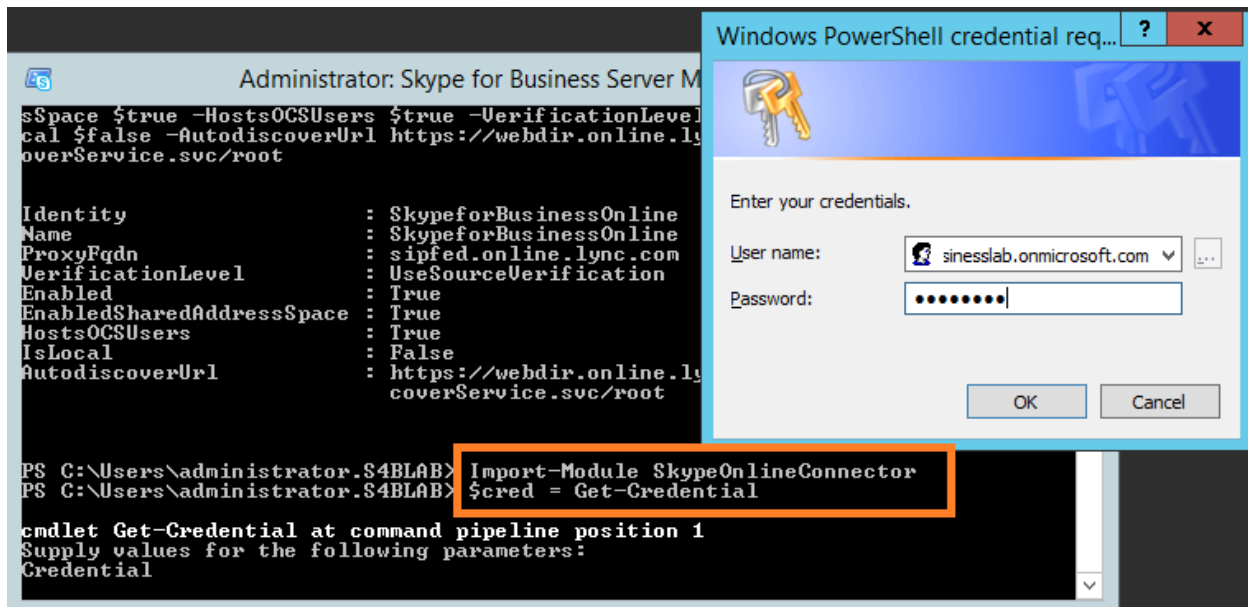 Windows PowerShell credential req...
?
x
Administrator: Skype for Business Server M
sSpace $true -HostsOCSUsers $true -VerificationLevel
cal $false -AutodiscoverUrl https://webdir.online.ly
overService.svc/root
Identity : SkypeforBusinessOnline
Name : SkypeforBusinessOnline
ProxyFqdn : sipfed.online.lync.com
VerificationLevel : UseSourceVerification
Enabled : True
EnabledSharedAddressSpace : True
HostsOCSUsers : True
IsLocal : False
AutodiscoverUrl : https://webdir.online.ly
coverService.svc/root
PS C:\Users\administrator.S4BLAB> Import-Module SkypeOnlineConnector
PS C:\Users\administrator.S4BLAB> $cred = Get-Credential
cmdlet Get-Credential at command pipeline position 1
Supply values for the following parameters:
Credential
Enter your credentials.
User name: sinesslab.onmicrosoft.com ...
Password: ●●●●●●●●
OK Cancel